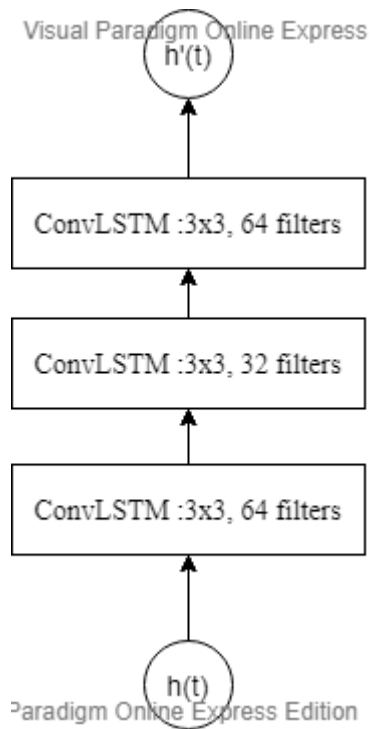 Visual Paradigm Online Express
h'(t)
ConvLSTM :3x3, 64 filters
ConvLSTM :3x3, 32 filters
ConvLSTM :3x3, 64 filters
h(t)
Paradigm Online Express Edition